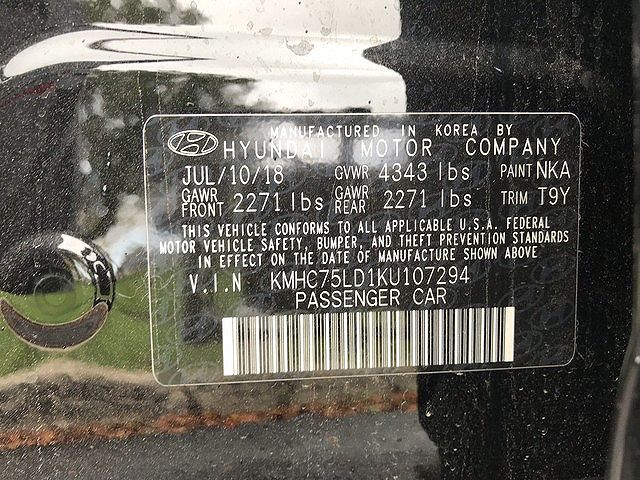 MANUFACTURED IN KOREA BY
HYUNDAI MOTOR COMPANY
JUL/10/18 GVWR 4343 lbs PAINT NKA
GAWR FRONT 2271 lbs GAWR REAR 2271 lbs TRIM T9Y
THIS VEHICLE CONFORMS TO ALL APPLICABLE U.S.A. FEDERAL
MOTOR VEHICLE SAFETY, BUMPER, AND THEFT PREVENTION STANDARDS
IN EFFECT ON THE DATE OF MANUFACTURE SHOWN ABOVE
V.I.N KMHC75LD1KU107294
PASSENGER CAR